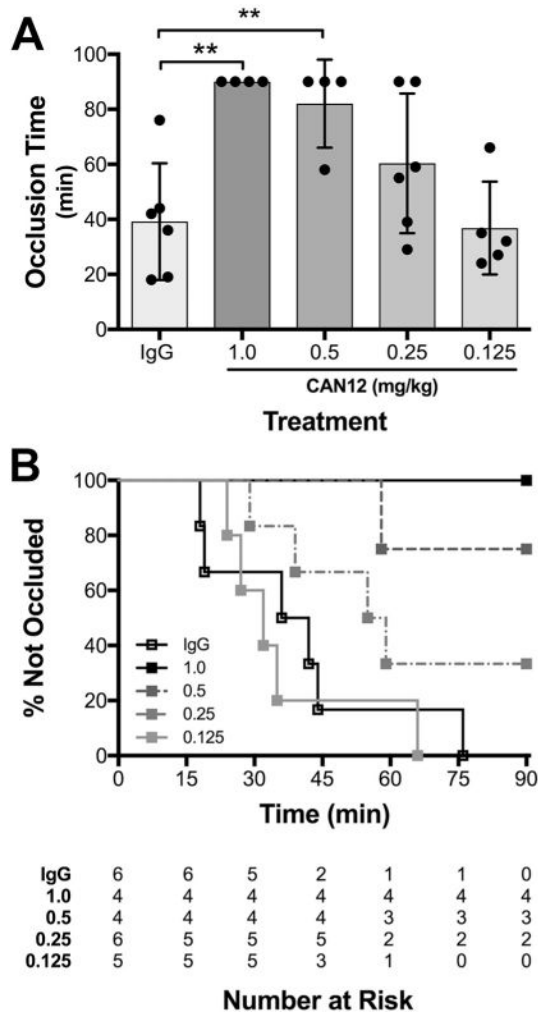 A
**
**
Occlusion Time
(min)
100
80
60
40
20
0
IgG 1.0 0.5 0.25 0.125
CAN12 (mg/kg)
Treatment
B
% Not Occluded
100
80
60
40
20
0
IgG
1.0
0.5
0.25
0.125
0 15 30 45 60 75 90
Time (min)
IgG 6 6 5 2 1 1 0
1.0 4 4 4 4 4 4 4
0.5 4 4 4 4 3 3 3
0.25 6 5 5 5 2 2 2
0.125 5 5 5 3 1 0 0
Number at Risk